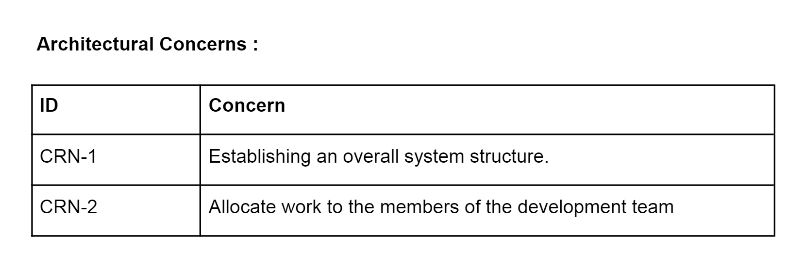 Architectural Concerns :
ID Concern
CRN-1 Establishing an overall system structure.
CRN-2 Allocate work to the members of the development team